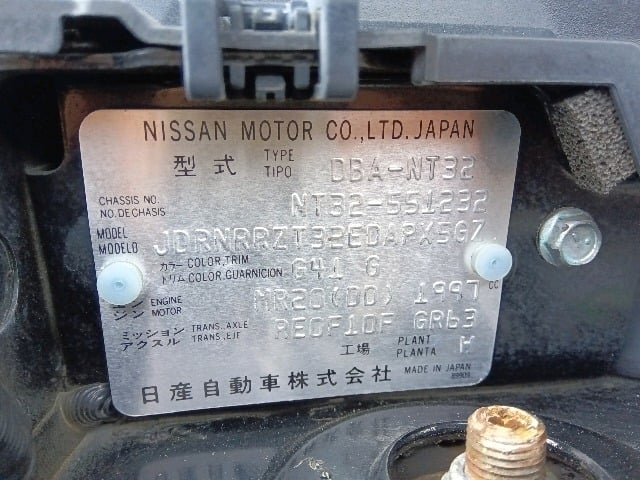 NISSAN MOTOR CO.,LTD. JAPAN
型式 TYPE TIPO DBA-NT32
CHASSIS NO. NO. DE CHASIS NT32-551232
MODEL MODELO JDRNRRZT32EDAPX5GZ
カラー トリム COLOR,TRIM COLOR,GUARNICION G41 G
ジン ENGINE MOTOR MR20(DD) 1997 CC
ミッション アクスル TRANS.,AXLE TRANS.,EJE RE0F10F GR63
工場 PLANT PLANTA W
日産自動車株式会社 MADE IN JAPAN